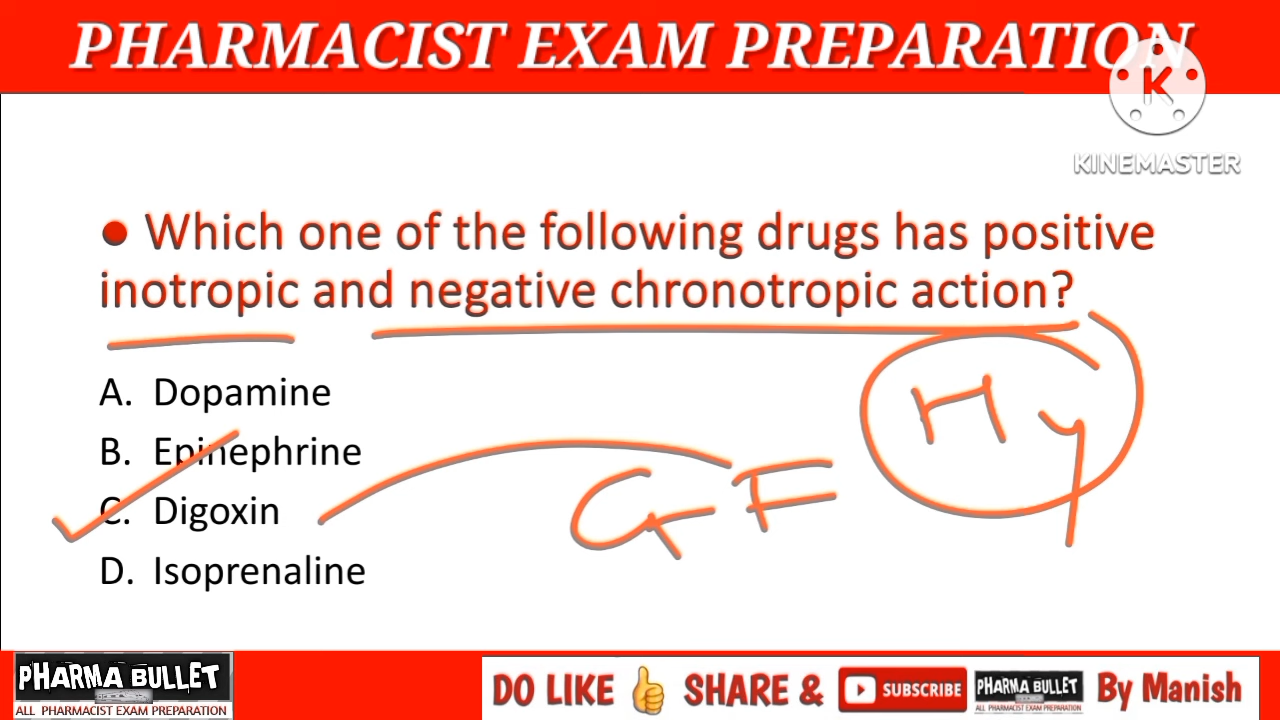 PHARMACIST EXAM PREPARATION
K
KINEMASTER
● Which one of the following drugs has positive
inotropic and negative chronotropic action?
A. Dopamine
B. Epinephrine
C. Digoxin
D. Isoprenaline
PHARMA BULLET
ALL PHARMACIST EXAM PREPARATION
DO LIKE SHARE & SUBSCRIBE PHARMA BULLET By Manish
ALL PHARMACIST EXAM PREPARATION